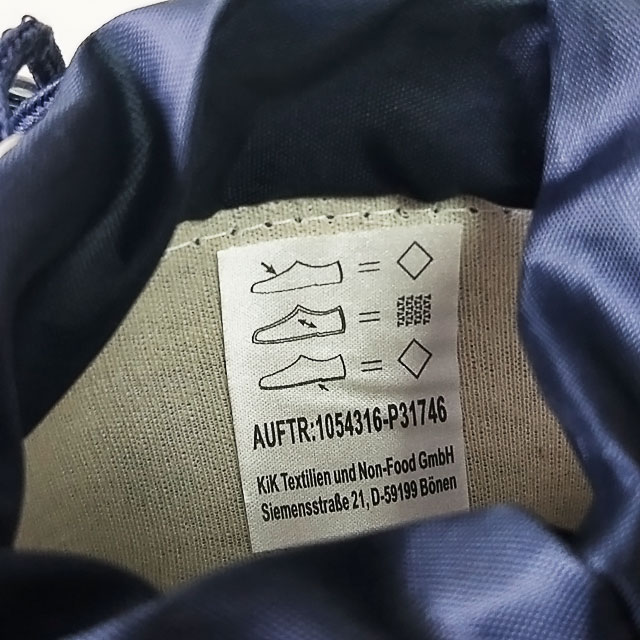 AUFTR:1054316-P31746
KiK Textilien und Non-Food GmbH
Siemensstraße 21, D-59199 Bönen